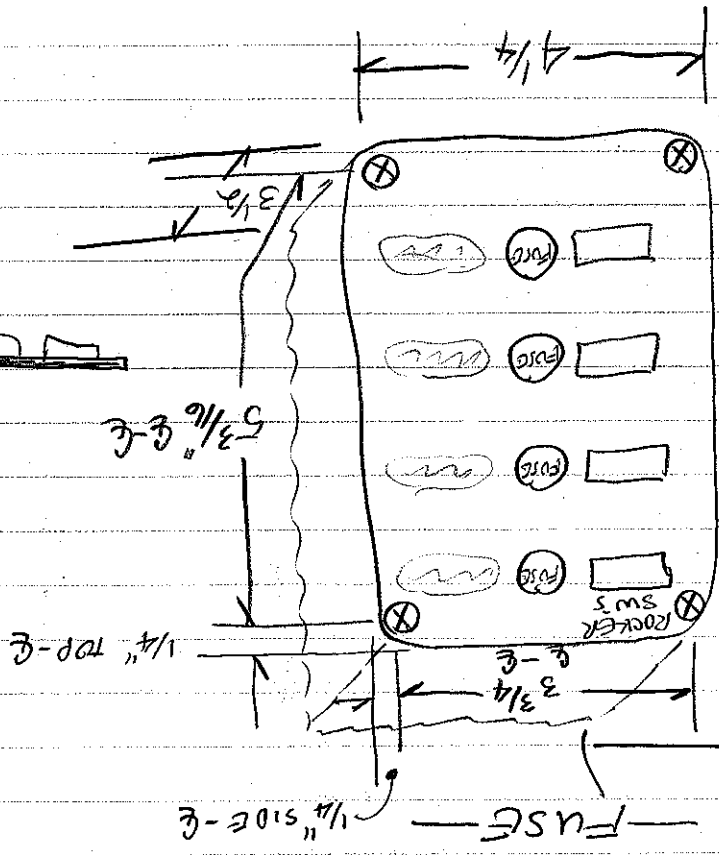 FUSE
1/4" SIDE-℄
3 3/4
℄-℄
1/4" TOP-℄
ROCKER
SW'S
FUSE
FUSE
5 3/16" ℄-℄
FUSE
FUSE
3 1/2
4 1/4